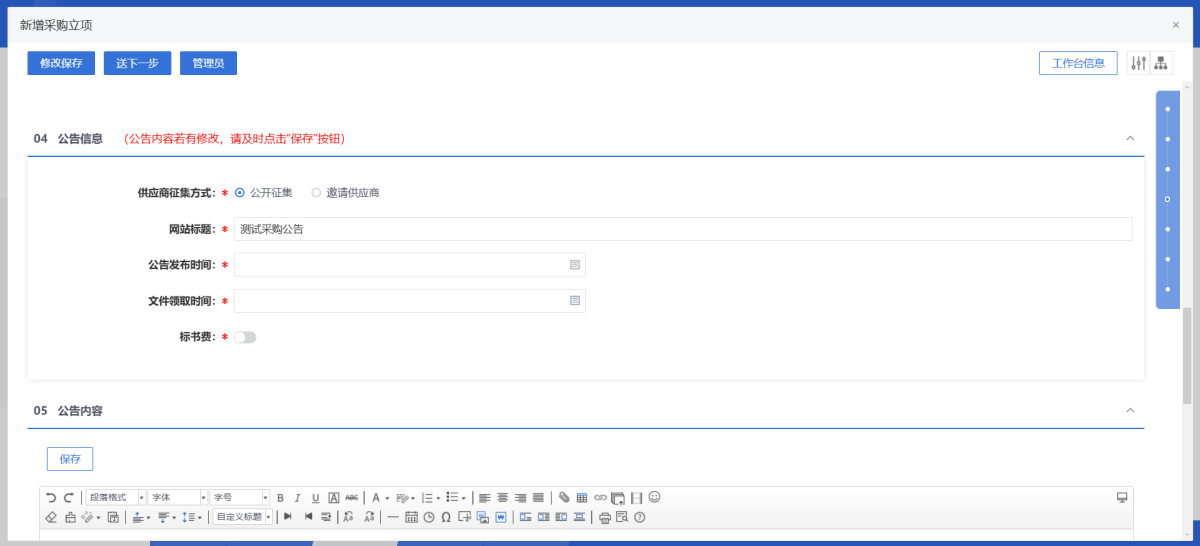 新增采购立项
修改保存 送下一步 管理员 工作台信息
04 公告信息 （公告内容若有修改，请及时点击“保存”按钮）
供应商征集方式：* 公开征集 邀请供应商
网站标题：* 测试采购公告
公告发布时间：*
文件领取时间：*
标书费：*
05 公告内容
保存
段落格式 字体 字号 B I U A ABC A
自定义标题